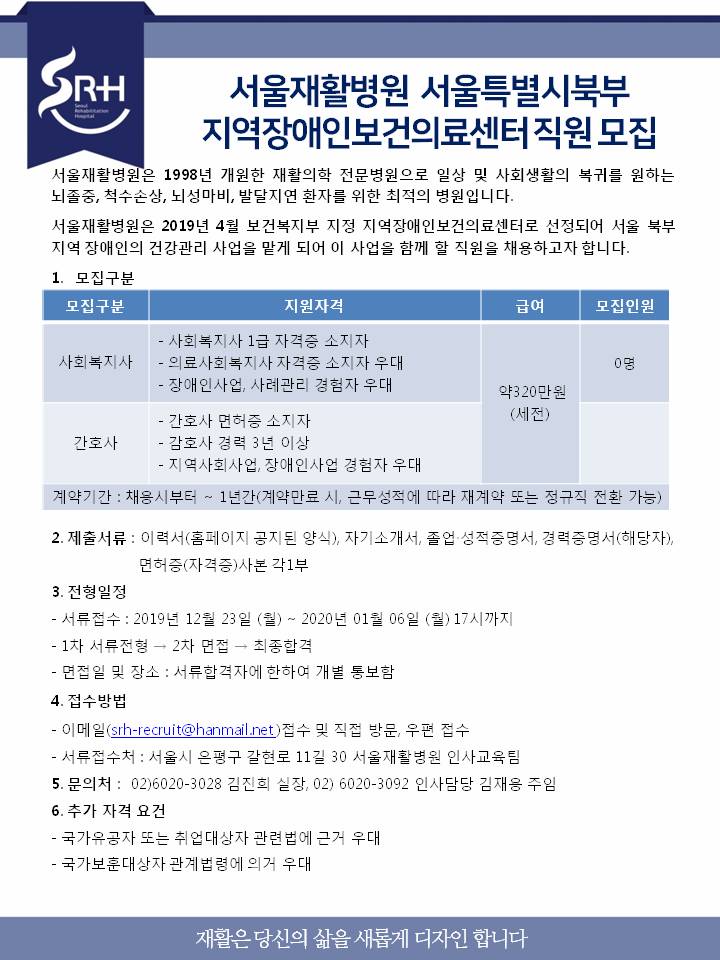 SRH
Seoul
Rehabilitation
Hospital
서울재활병원 서울특별시북부
지역장애인보건의료센터 직원 모집
서울재활병원은 1998년 개원한 재활의학 전문병원으로 일상 및 사회생활의 복귀를 원하는
뇌졸중, 척수손상, 뇌성마비, 발달지연 환자를 위한 최적의 병원입니다.
서울재활병원은 2019년 4월 보건복지부 지정 지역장애인보건의료센터로 선정되어 서울 북부
지역 장애인의 건강관리 사업을 맡게 되어 이 사업을 함께 할 직원을 채용하고자 합니다.
1. 모집구분
모집구분 지원자격 급여 모집인원
사회복지사
- 사회복지사 1급 자격증 소지자
- 의료사회복지사 자격증 소지자 우대
- 장애인사업, 사례관리 경험자 우대
약320만원
(세전)
0명
간호사
- 간호사 면허증 소지자
- 감호사 경력 3년 이상
- 지역사회사업, 장애인사업 경험자 우대
계약기간 : 채용시부터 ~ 1년간(계약만료 시, 근무성적에 따라 재계약 또는 정규직 전환 가능)
2. 제출서류 : 이력서(홈페이지 공지된 양식), 자기소개서, 졸업·성적증명서, 경력증명서(해당자),
면허증(자격증)사본 각1부
3. 전형일정
- 서류접수 : 2019년 12월 23일 (월) ~ 2020년 01월 06일 (월) 17시까지
- 1차 서류전형 → 2차 면접 → 최종합격
- 면접일 및 장소 : 서류합격자에 한하여 개별 통보함
4. 접수방법
- 이메일(srh-recruit@hanmail.net )접수 및 직접 방문, 우편 접수
- 서류접수처 : 서울시 은평구 갈현로 11길 30 서울재활병원 인사교육팀
5. 문의처 : 02)6020-3028 김진희 실장, 02) 6020-3092 인사담당 김재웅 주임
6. 추가 자격 요건
- 국가유공자 또는 취업대상자 관련법에 근거 우대
- 국가보훈대상자 관계법령에 의거 우대
재활은 당신의 삶을 새롭게 디자인 합니다